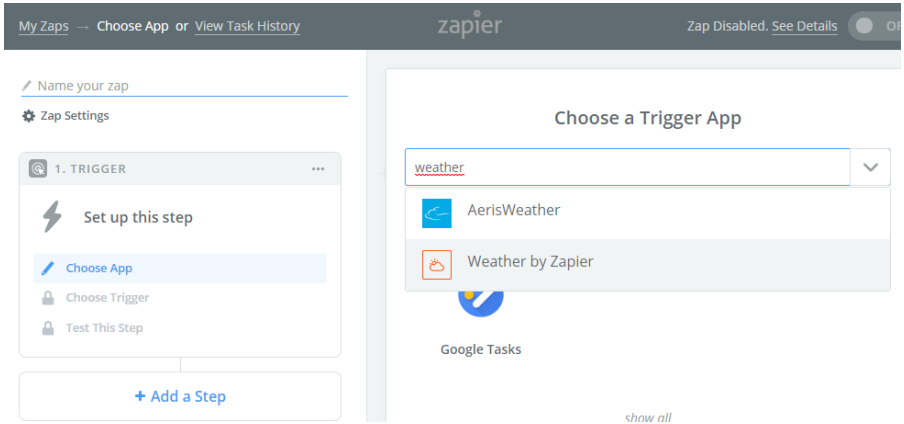 My Zaps → Choose App or View Task History
zapier
Zap Disabled. See Details
Name your zap
Zap Settings
1. TRIGGER
Set up this step
Choose App
Choose Trigger
Test This Step
+ Add a Step
Choose a Trigger App
weather
AerisWeather
Weather by Zapier
Google Tasks
show all